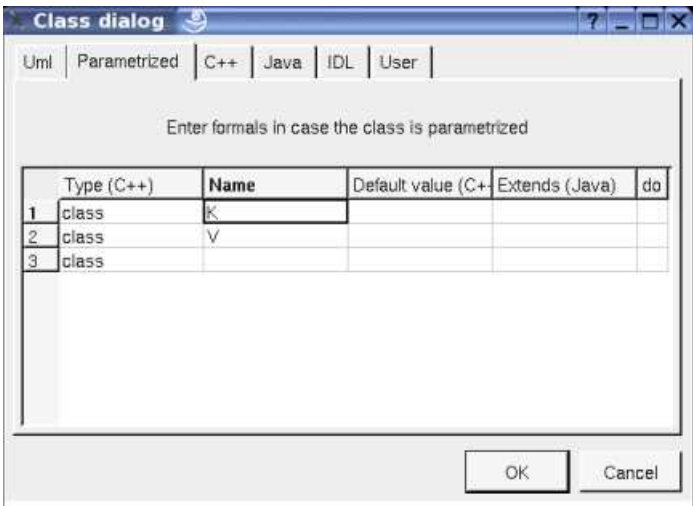 Class dialog
? _ □ X
Uml Parametrized C++ Java IDL User
Enter formals in case the class is parametrized
Type (C++) Name Default value (C+ Extends (Java) do
1 class K
2 class V
3 class
OK Cancel